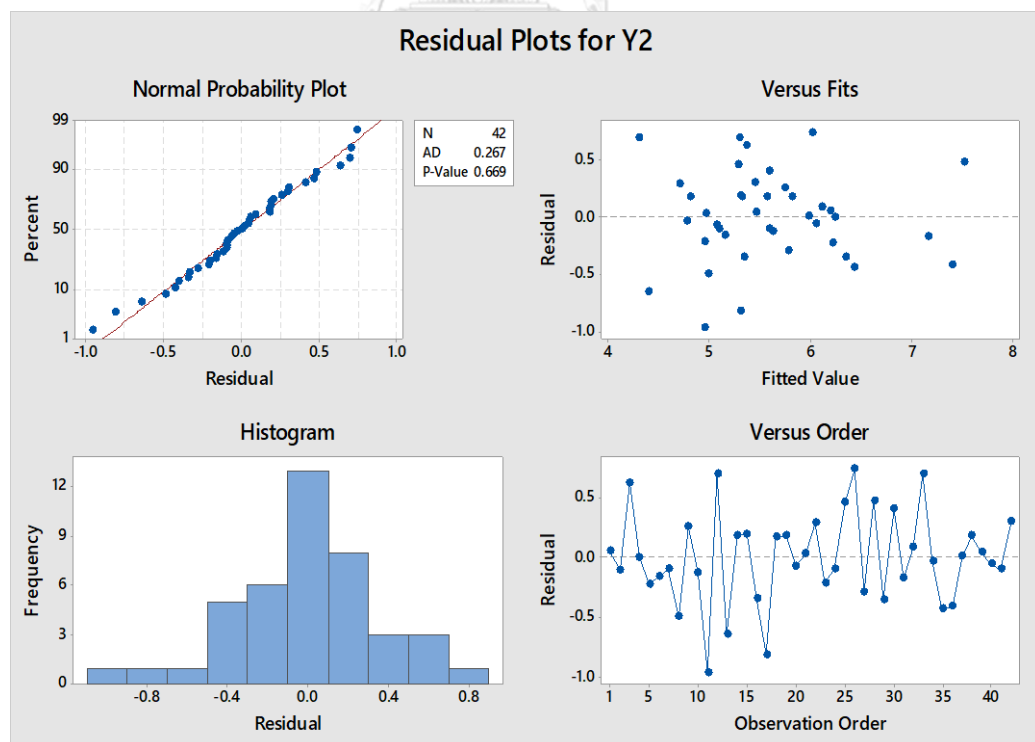 Residual Plots for Y2
Normal Probability Plot
99
90
50
10
1
Percent
-1.0
-0.5
0.0
0.5
1.0
Residual
N 42
AD 0.267
P-Value 0.669
Versus Fits
0.5
0.0
-0.5
-1.0
Residual
4
5
6
7
8
Fitted Value
Histogram
12
9
6
3
0
Frequency
-0.8
-0.4
0.0
0.4
0.8
Residual
Versus Order
0.5
0.0
-0.5
-1.0
Residual
1
5
10
15
20
25
30
35
40
Observation Order